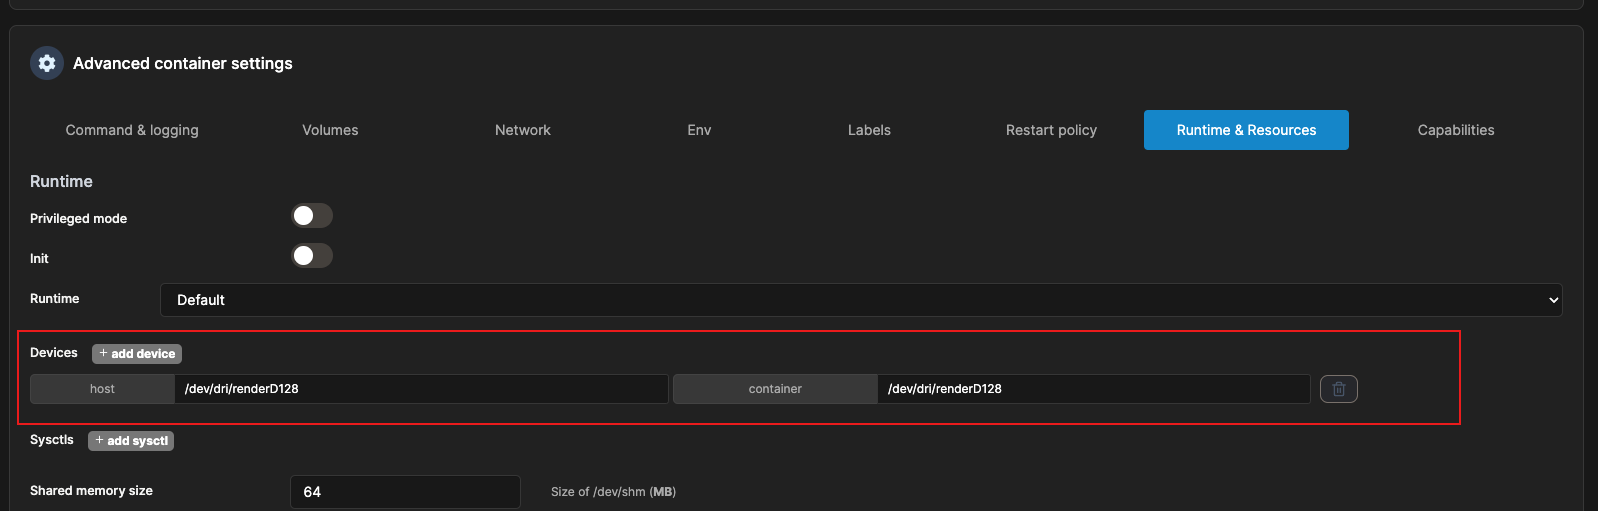 Advanced container settings
Command & logging Volumes Network Env Labels Restart policy Runtime & Resources Capabilities
Runtime
Privileged mode
Init
Runtime Default
Devices + add device
host /dev/dri/renderD128 container /dev/dri/renderD128
Sysctls + add sysctl
Shared memory size 64 Size of /dev/shm (MB)